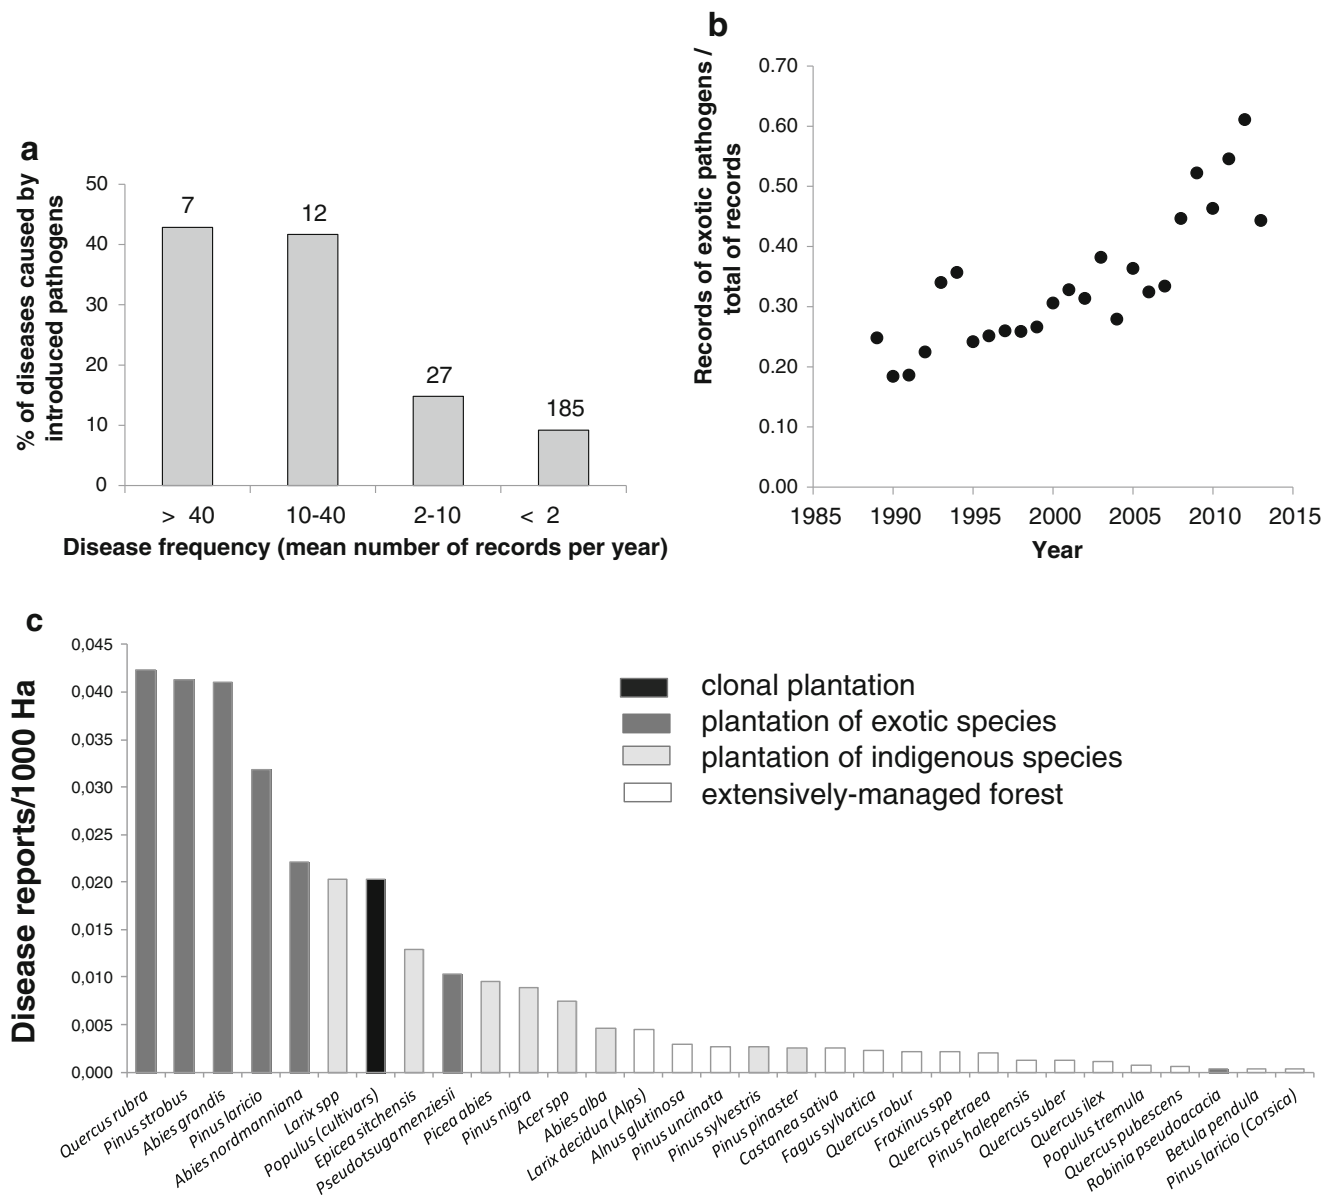 a
% of diseases caused by
introduced pathogens
50
40
30
20
10
0
7
12
27
185
> 40
10-40
2-10
< 2
Disease frequency (mean number of records per year)
b
Records of exotic pathogens /
total of records
0.70
0.60
0.50
0.40
0.30
0.20
0.10
0.00
1985
1990
1995
2000
2005
2010
2015
Year
c
Disease reports/1000 Ha
0,045
0,040
0,035
0,030
0,025
0,020
0,015
0,010
0,005
0,000
clonal plantation
plantation of exotic species
plantation of indigenous species
extensively-managed forest
Quercus rubra
Pinus strobus
Abies grandis
Pinus laricio
Abies nordmanniana
Larix spp
Populus (cultivars)
Epicea sitchensis
Pseudotsuga menziesii
Picea abies
Pinus nigra
Acer spp
Abies alba
Larix decidua (Alps)
Alnus glutinosa
Pinus uncinata
Pinus sylvestris
Pinus pinaster
Castanea sativa
Fagus sylvatica
Quercus robur
Fraxinus spp
Quercus petraea
Pinus halepensis
Quercus suber
Quercus ilex
Populus tremula
Quercus pubescens
Robinia pseudoacacia
Betula pendula
Pinus laricio (Corsica)